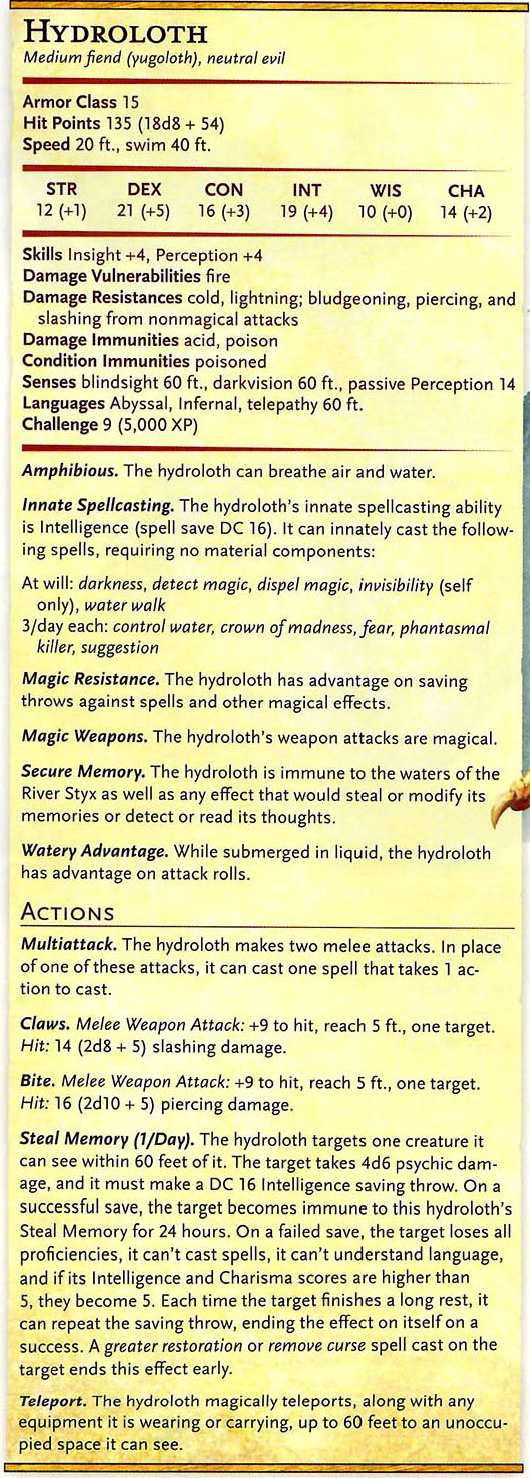 HYDROLOTH
Medium fiend (yugoloth), neutral evil
Armor Class 15
Hit Points 135 (18d8 + 54)
Speed 20 ft., swim 40 ft.
STR DEX CON INT WIS CHA
12 (+1) 21 (+5) 16 (+3) 19 (+4) 10 (+0) 14 (+2)
Skills Insight +4, Perception +4
Damage Vulnerabilities fire
Damage Resistances cold, lightning; bludgeoning, piercing, and
slashing from nonmagical attacks
Damage Immunities acid, poison
Condition Immunities poisoned
Senses blindsight 60 ft., darkvision 60 ft., passive Perception 14
Languages Abyssal, Infernal, telepathy 60 ft.
Challenge 9 (5,000 XP)
Amphibious. The hydroloth can breathe air and water.
Innate Spellcasting. The hydroloth's innate spellcasting ability
is Intelligence (spell save DC 16). It can innately cast the follow-
ing spells, requiring no material components:
At will: darkness, detect magic, dispel magic, invisibility (self
only), water walk
3/day each: control water, crown of madness, fear, phantasmal
killer, suggestion
Magic Resistance. The hydroloth has advantage on saving
throws against spells and other magical effects.
Magic Weapons. The hydroloth's weapon attacks are magical.
Secure Memory. The hydroloth is immune to the waters of the
River Styx as well as any effect that would steal or modify its
memories or detect or read its thoughts.
Watery Advantage. While submerged in liquid, the hydroloth
has advantage on attack rolls.
ACTIONS
Multiattack. The hydroloth makes two melee attacks. In place
of one of these attacks, it can cast one spell that takes 1 ac-
tion to cast.
Claws. Melee Weapon Attack: +9 to hit, reach 5 ft., one target.
Hit: 14 (2d8 + 5) slashing damage.
Bite. Melee Weapon Attack: +9 to hit, reach 5 ft., one target.
Hit: 16 (2d10 + 5) piercing damage.
Steal Memory (1/Day). The hydroloth targets one creature it
can see within 60 feet of it. The target takes 4d6 psychic dam-
age, and it must make a DC 16 Intelligence saving throw. On a
successful save, the target becomes immune to this hydroloth's
Steal Memory for 24 hours. On a failed save, the target loses all
proficiencies, it can't cast spells, it can't understand language,
and if its Intelligence and Charisma scores are higher than
5, they become 5. Each time the target finishes a long rest, it
can repeat the saving throw, ending the effect on itself on a
success. A greater restoration or remove curse spell cast on the
target ends this effect early.
Teleport. The hydroloth magically teleports, along with any
equipment it is wearing or carrying, up to 60 feet to an unoccu-
pied space it can see.